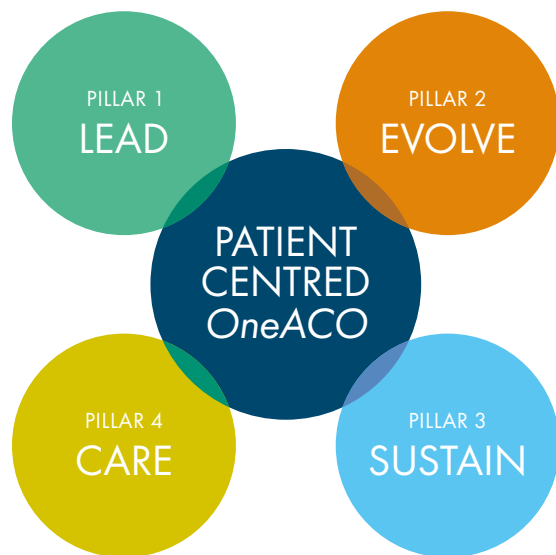 PILLAR 1
LEAD
PILLAR 2
EVOLVE
PATIENT
CENTRED
OneACO
PILLAR 4
CARE
PILLAR 3
SUSTAIN